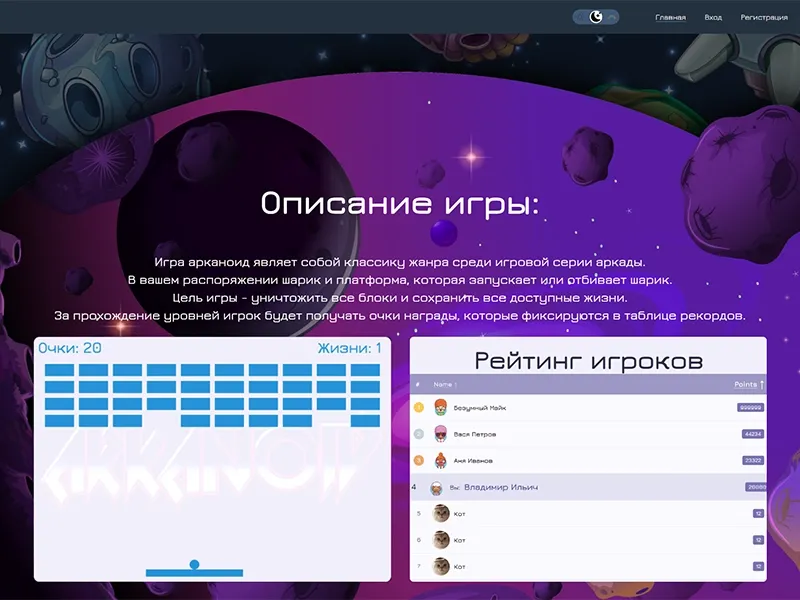 Главная Вход Регистрация
Описание игры:
Игра арканоид являет собой классику жанра среди игровой серии аркады.
В вашем распоряжении шарик и платформа, которая запускает или отбивает шарик.
Цель игры - уничтожить все блоки и сохранить все доступные жизни.
За прохождение уровней игрок будет получать очки награды, которые фиксируются в таблице рекордов.
Очки: 20 Жизни: 1
Рейтинг игроков
# Name Points
1 Безумный Майк
2 Вася Петров 44234
3 Аня Иванов 23322
4 Вы: Владимир Ильич
5 Кот 12
6 Кот 12
7 Кот 12